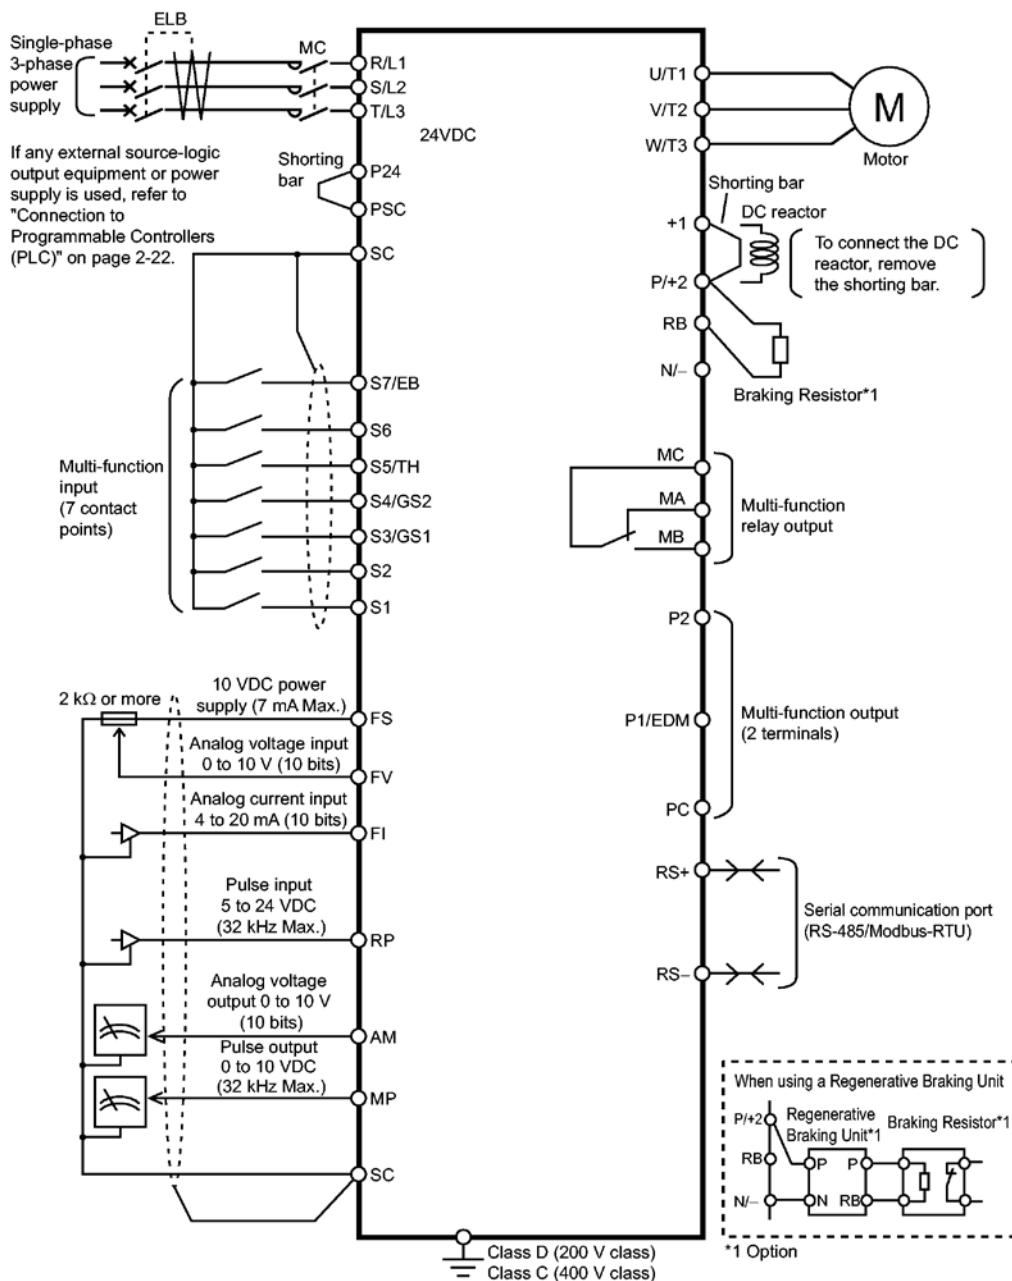 ELB
Single-phase
3-phase
power
supply
MC
R/L1
S/L2
T/L3
24VDC
If any external source-logic
output equipment or power
supply is used, refer to
"Connection to
Programmable Controllers
(PLC)" on page 2-22.
Shorting
bar
P24
PSC
SC
Multi-function
input
(7 contact
points)
S7/EB
S6
S5/TH
S4/GS2
S3/GS1
S2
S1
2 kΩ or more
10 VDC power
supply (7 mA Max.)
FS
Analog voltage input
0 to 10 V (10 bits)
FV
Analog current input
4 to 20 mA (10 bits)
FI
Pulse input
5 to 24 VDC
(32 kHz Max.)
RP
Analog voltage
output 0 to 10 V
(10 bits)
AM
Pulse output
0 to 10 VDC
(32 kHz Max.)
MP
SC
Class D (200 V class)
Class C (400 V class)
U/T1
V/T2
W/T3
M
Motor
Shorting bar
+1
DC reactor
To connect the DC
reactor, remove
the shorting bar.
P/+2
RB
N/−
Braking Resistor*1
MC
MA
MB
Multi-function
relay output
P2
P1/EDM
PC
Multi-function output
(2 terminals)
RS+
RS−
Serial communication port
(RS-485/Modbus-RTU)
When using a Regenerative Braking Unit
P/+2
RB
N/−
Regenerative
Braking Unit*1
Braking Resistor*1
P
P
N
RB
*1 Option